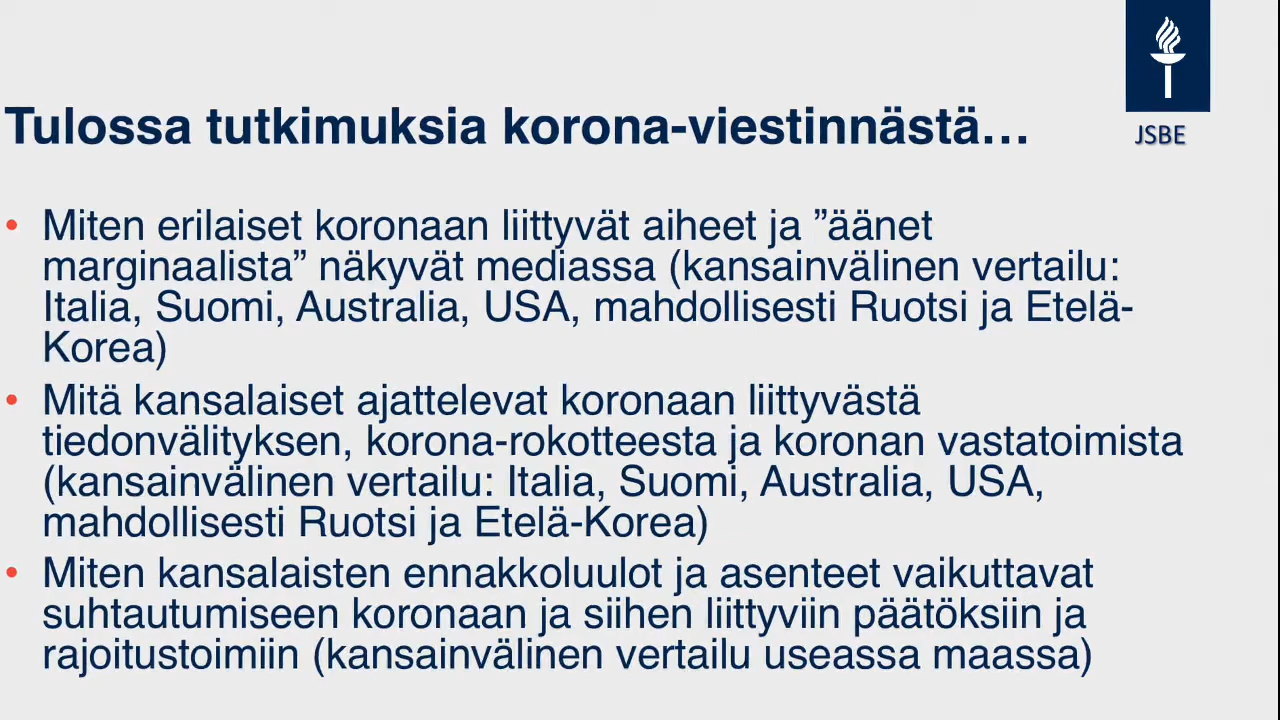 JSBE
Tulossa tutkimuksia korona-viestinnästä…
• Miten erilaiset koronaan liittyvät aiheet ja ”äänet
marginaalista” näkyvät mediassa (kansainvälinen vertailu:
Italia, Suomi, Australia, USA, mahdollisesti Ruotsi ja Etelä-
Korea)
• Mitä kansalaiset ajattelevat koronaan liittyvästä
tiedonvälityksen, korona-rokotteesta ja koronan vastatoimista
(kansainvälinen vertailu: Italia, Suomi, Australia, USA,
mahdollisesti Ruotsi ja Etelä-Korea)
• Miten kansalaisten ennakkoluulot ja asenteet vaikuttavat
suhtautumiseen koronaan ja siihen liittyviin päätöksiin ja
rajoitustoimiin (kansainvälinen vertailu useassa maassa)